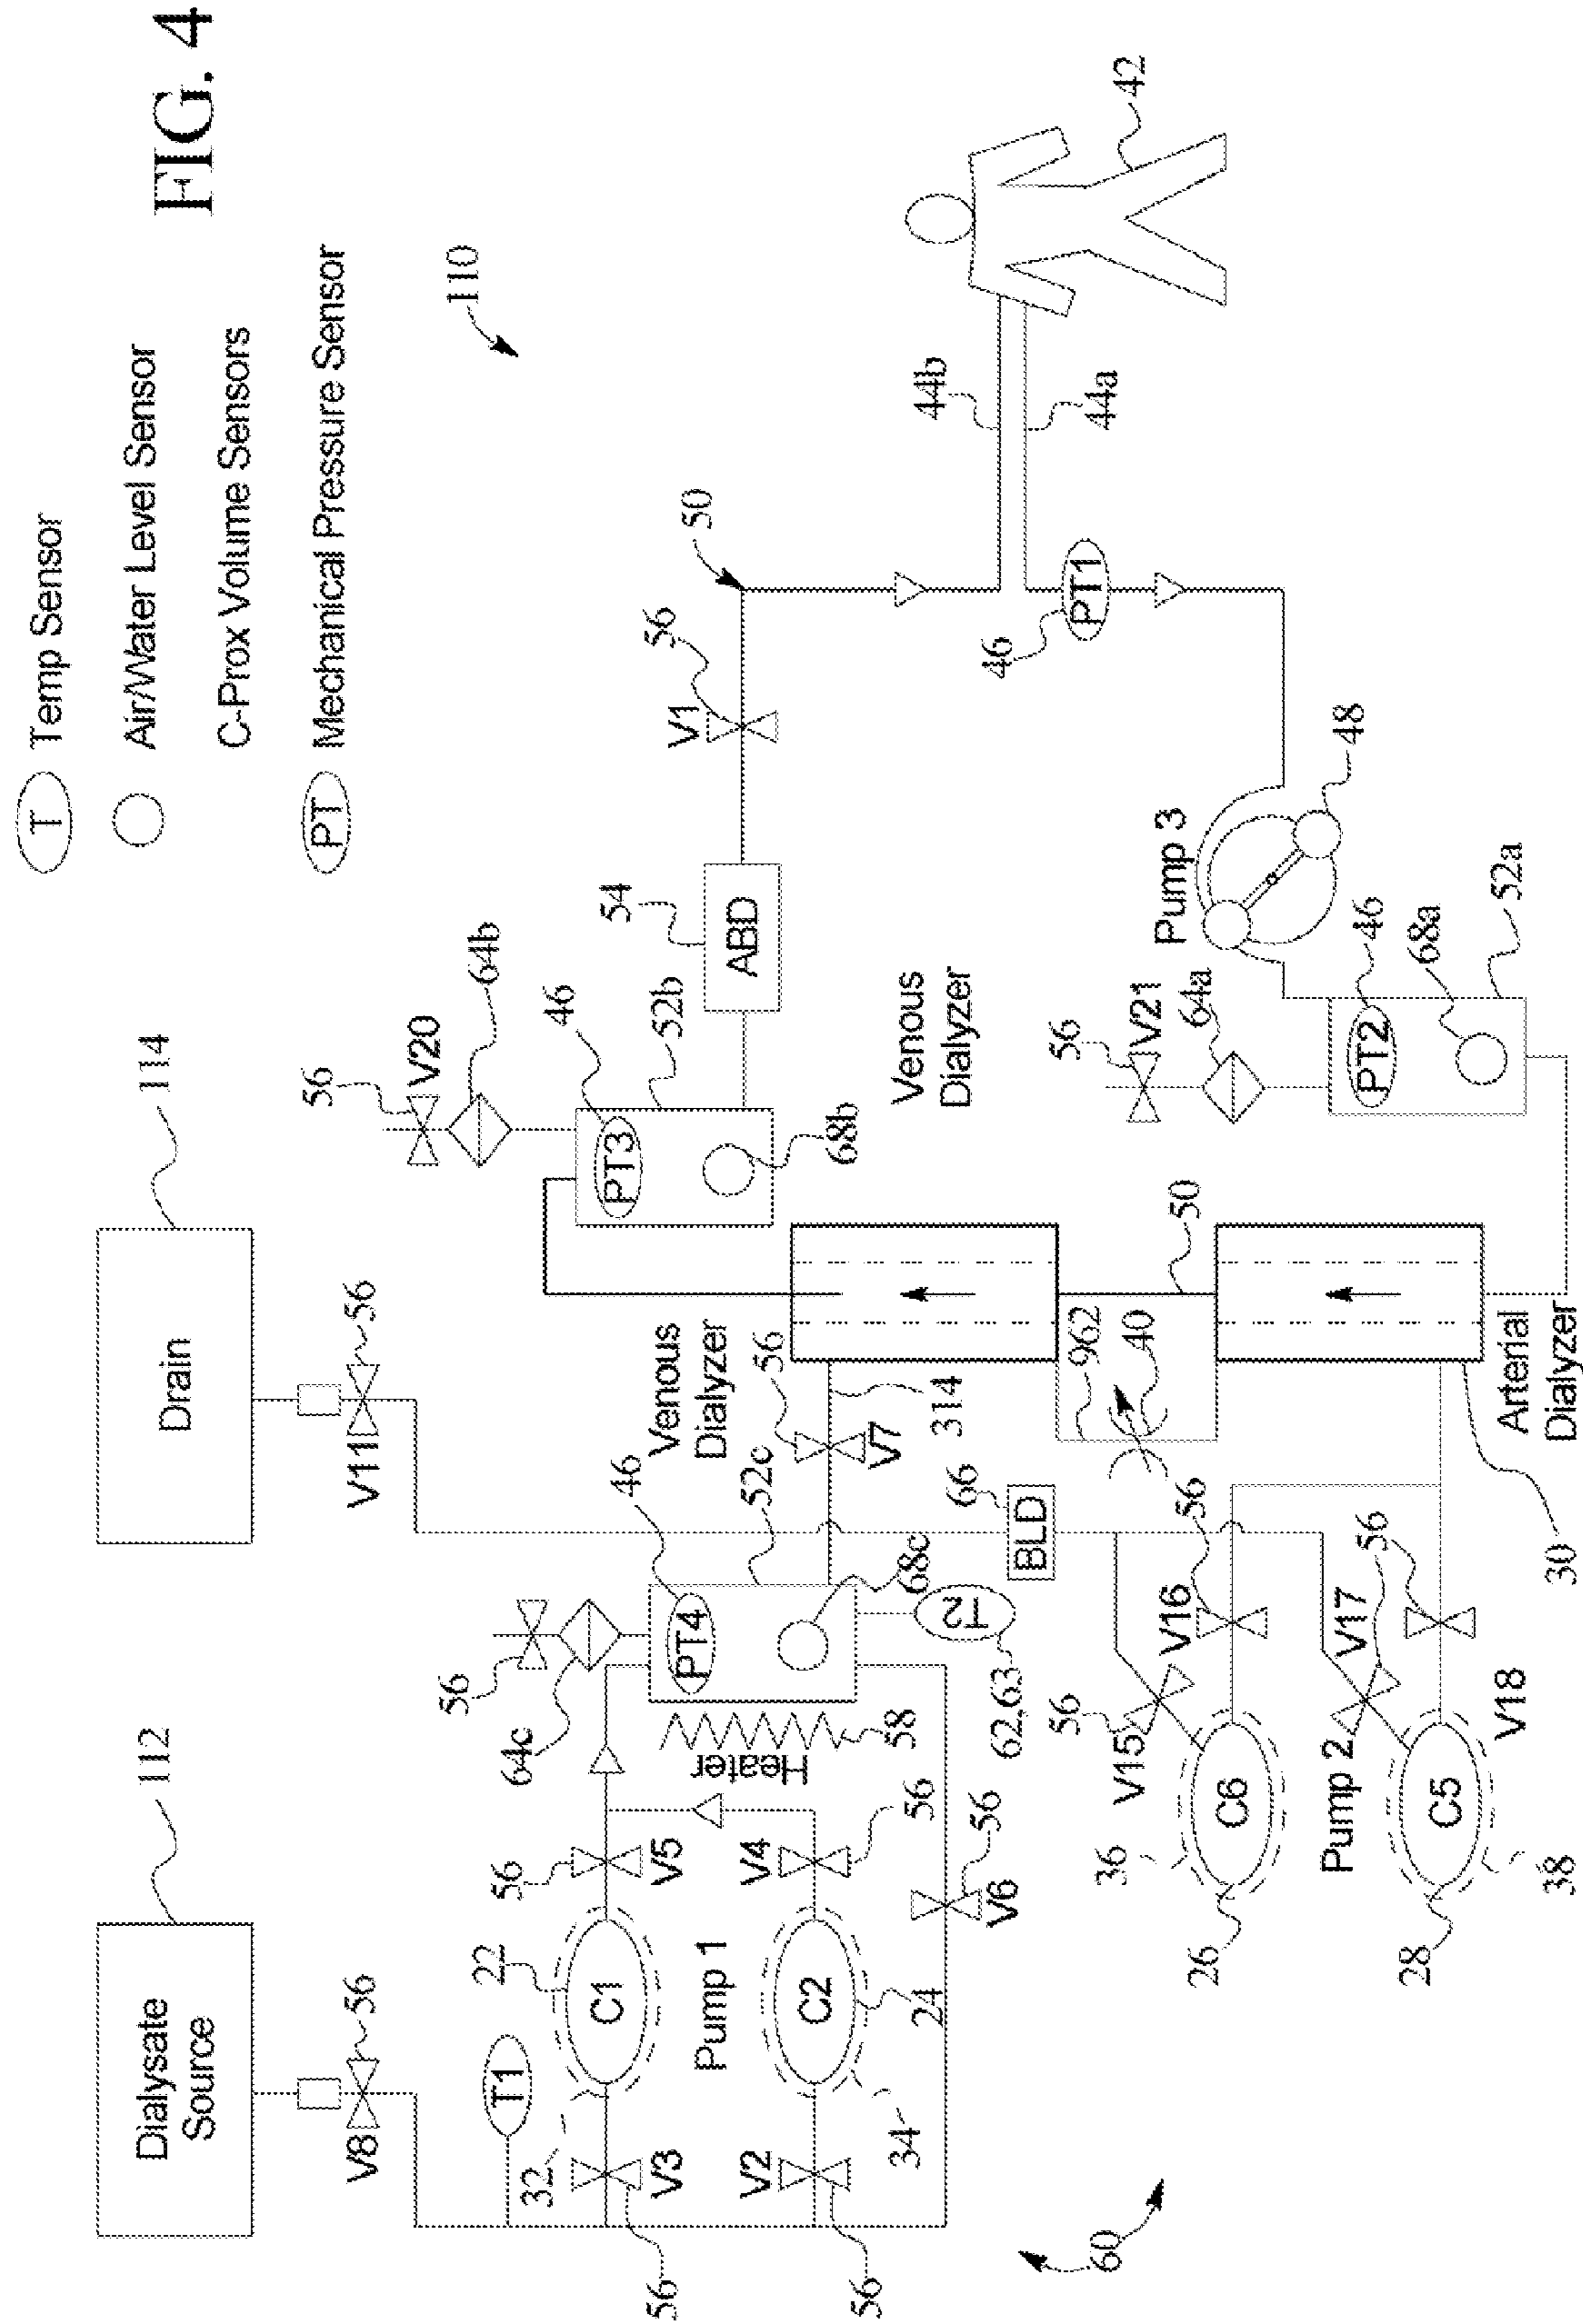 FIG. 4
T Temp Sensor
Air/Water Level Sensor
C-Prox Volume Sensors
PT Mechanical Pressure Sensor
110
112
Dialysate
Source
114
Drain
56
V8
V11
56
56
V20
64b
46
PT3
52b
68b
54
ABD
56
V1
50
44b
44a
42
46
PT1
T1
22
C1
32
V3
56
56
V5
Pump 1
V2
56
C2
24
34
V4
56
V6
56
56
64c
46
PT4
52c
68c
Heater
58
T2
62,63
Venous
Dialyzer
56
V7
314
66
BLD
962
40
50
Venous
Dialyzer
56
V21
64a
Pump 3
48
46
PT2
68a
52a
Arterial
Dialyzer
30
56
V15
V16
56
36
C6
26
Pump 2
V17
56
C5
V18
28
38
60